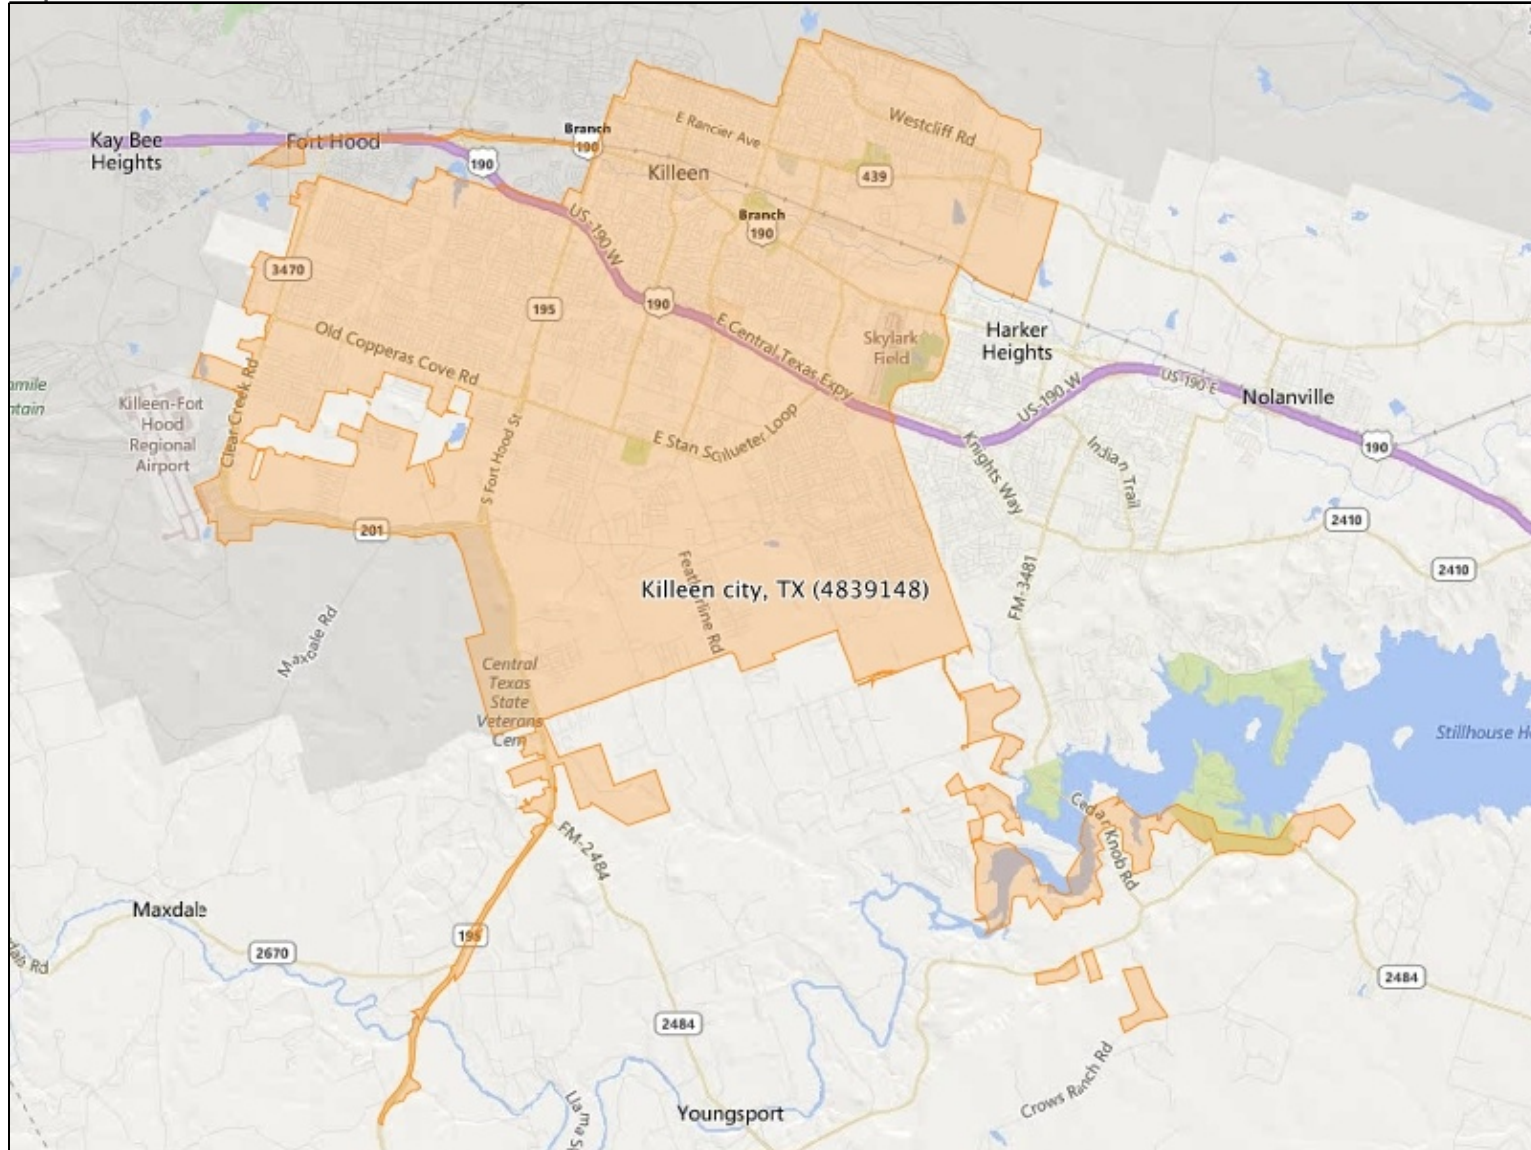 Kay Bee
Heights
Fort Hood
190
Branch
190
E Rancier Ave
Westcliff Rd
Killeen
439
Branch
190
US-190 W
3470
195
190
E Central Texas Expy
Skylark
Field
Harker
Heights
Old Copperas Cove Rd
Clear Creek Rd
Killeen-Fort
Hood
Regional
Airport
US-190 W
US-190 E
Nolanville
190
S Fort Hood St
E Stan Schlueter Loop
Knights Way
Indian Trail
201
2410
2410
FM-3481
Featherline Rd
Killeen city, TX (4839148)
Maxdale Rd
Central
Texas
State
Veterans
Cem
Stillhouse
Cedar Knob Rd
FM-2484
Maxdale
195
2670
2484
2484
Crows Ranch Rd
Youngsport